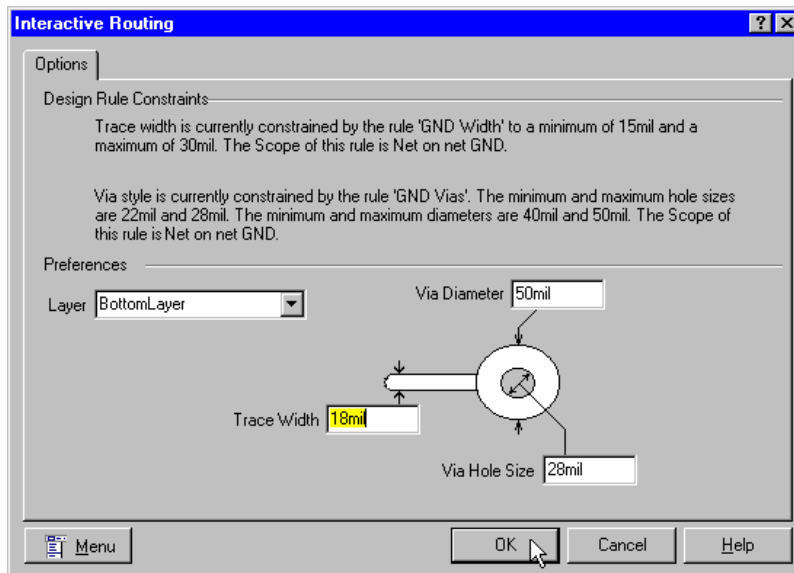 Interactive Routing
Options
Design Rule Constraints
Trace width is currently constrained by the rule 'GND Width' to a minimum of 15mil and a
maximum of 30mil. The Scope of this rule is Net on net GND.
Via style is currently constrained by the rule 'GND Vias'. The minimum and maximum hole sizes
are 22mil and 28mil. The minimum and maximum diameters are 40mil and 50mil. The Scope of
this rule is Net on net GND.
Preferences
Layer BottomLayer
Via Diameter 50mil
Trace Width 18mil
Via Hole Size 28mil
Menu OK Cancel Help